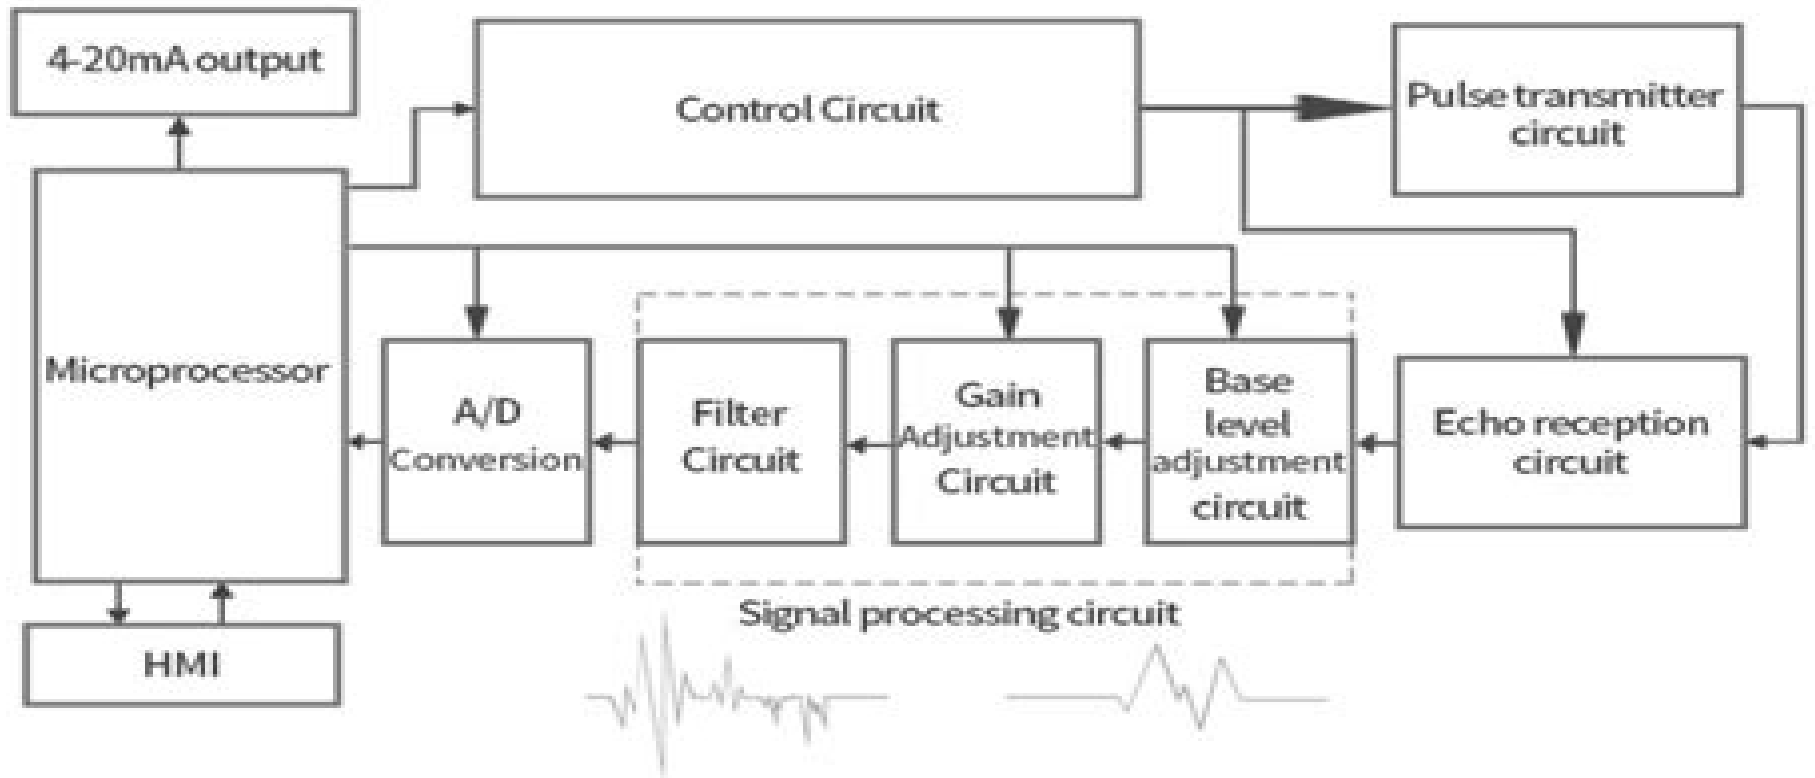 4-20mA output
Control Circuit
Pulse transmitter
circuit
Microprocessor
A/D
Conversion
Filter
Circuit
Gain
Adjustment
Circuit
Base
level
adjustment
circuit
Echo reception
circuit
Signal processing circuit
HMI